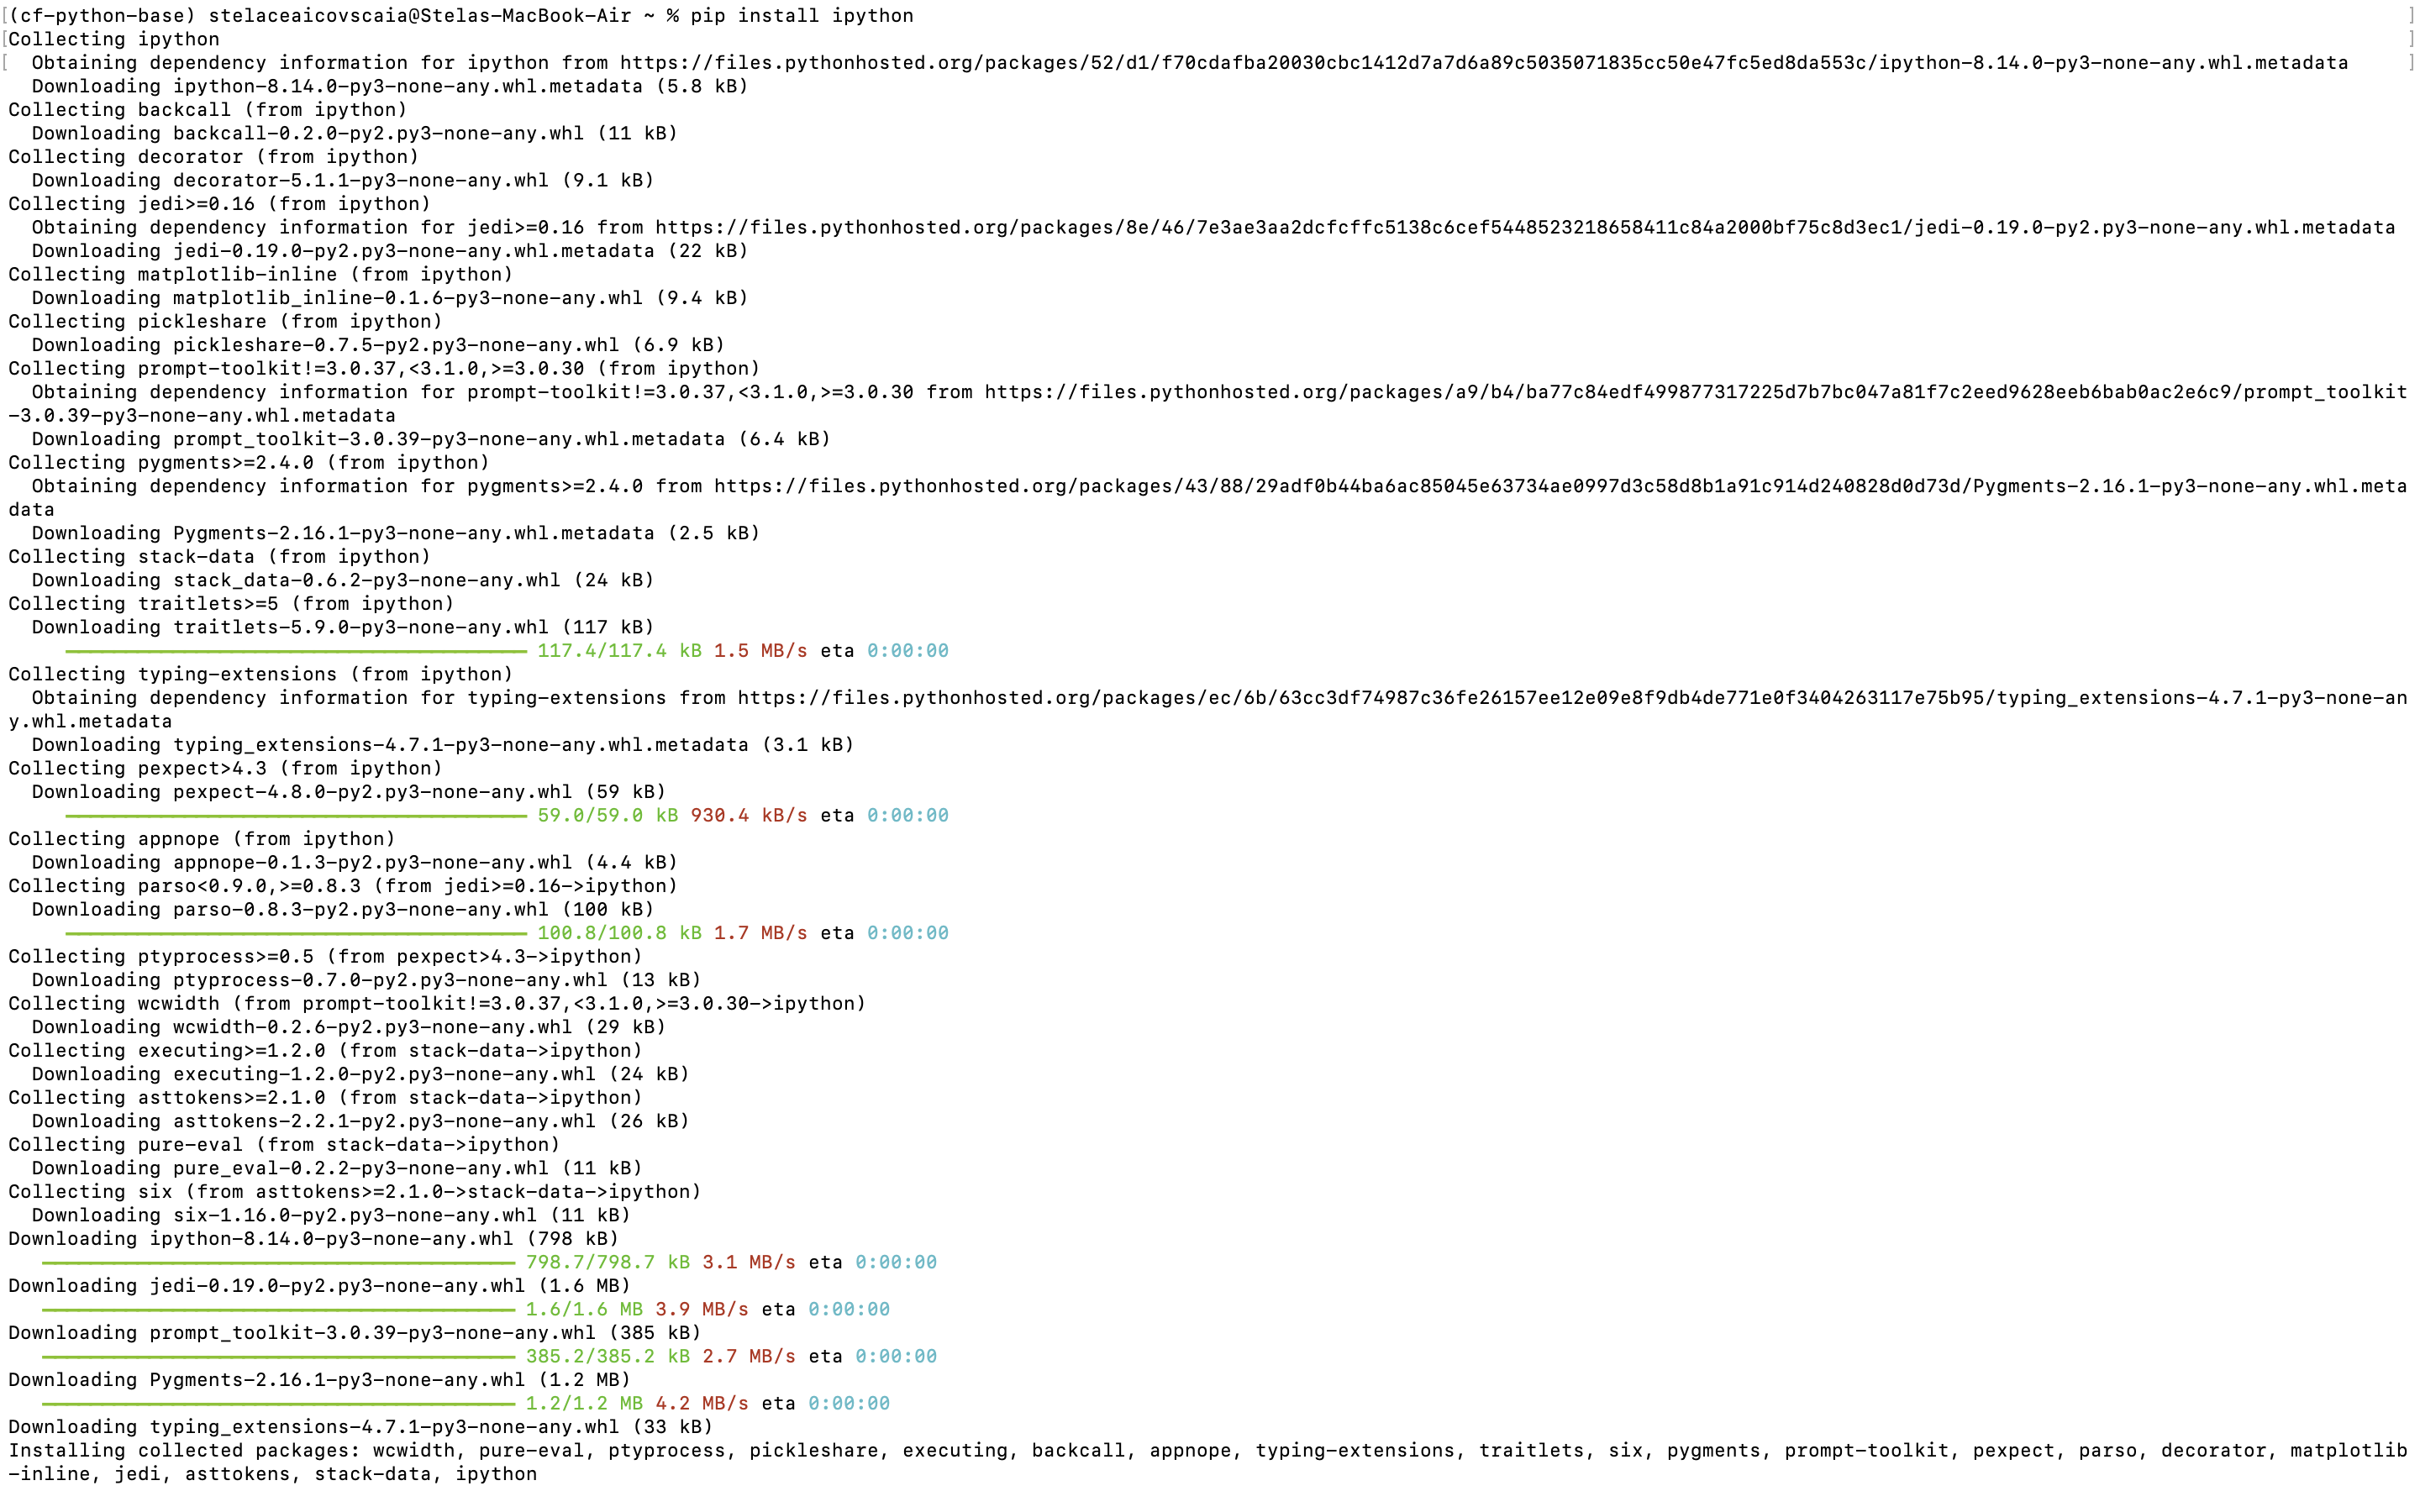 (cf-python-base) stelaceaicovscaia@Stelas-MacBook-Air ~ % pip install ipython
Collecting ipython
  Obtaining dependency information for ipython from https://files.pythonhosted.org/packages/52/d1/f70cdafba20030cbc1412d7a7d6a89c5035071835cc50e47fc5ed8da553c/ipython-8.14.0-py3-none-any.whl.metadata
  Downloading ipython-8.14.0-py3-none-any.whl.metadata (5.8 kB)
Collecting backcall (from ipython)
  Downloading backcall-0.2.0-py2.py3-none-any.whl (11 kB)
Collecting decorator (from ipython)
  Downloading decorator-5.1.1-py3-none-any.whl (9.1 kB)
Collecting jedi>=0.16 (from ipython)
  Obtaining dependency information for jedi>=0.16 from https://files.pythonhosted.org/packages/8e/46/7e3ae3aa2dcfcffc5138c6cef5448523218658411c84a2000bf75c8d3ec1/jedi-0.19.0-py2.py3-none-any.whl.metadata
  Downloading jedi-0.19.0-py2.py3-none-any.whl.metadata (22 kB)
Collecting matplotlib-inline (from ipython)
  Downloading matplotlib_inline-0.1.6-py3-none-any.whl (9.4 kB)
Collecting pickleshare (from ipython)
  Downloading pickleshare-0.7.5-py2.py3-none-any.whl (6.9 kB)
Collecting prompt-toolkit!=3.0.37,<3.1.0,>=3.0.30 (from ipython)
  Obtaining dependency information for prompt-toolkit!=3.0.37,<3.1.0,>=3.0.30 from https://files.pythonhosted.org/packages/a9/b4/ba77c84edf499877317225d7b7bc047a81f7c2eed9628eeb6bab0ac2e6c9/prompt_toolkit
-3.0.39-py3-none-any.whl.metadata
  Downloading prompt_toolkit-3.0.39-py3-none-any.whl.metadata (6.4 kB)
Collecting pygments>=2.4.0 (from ipython)
  Obtaining dependency information for pygments>=2.4.0 from https://files.pythonhosted.org/packages/43/88/29adf0b44ba6ac85045e63734ae0997d3c58d8b1a91c914d240828d0d73d/Pygments-2.16.1-py3-none-any.whl.meta
data
  Downloading Pygments-2.16.1-py3-none-any.whl.metadata (2.5 kB)
Collecting stack-data (from ipython)
  Downloading stack_data-0.6.2-py3-none-any.whl (24 kB)
Collecting traitlets>=5 (from ipython)
  Downloading traitlets-5.9.0-py3-none-any.whl (117 kB)
117.4/117.4 kB 1.5 MB/s eta 0:00:00
Collecting typing-extensions (from ipython)
  Obtaining dependency information for typing-extensions from https://files.pythonhosted.org/packages/ec/6b/63cc3df74987c36fe26157ee12e09e8f9db4de771e0f3404263117e75b95/typing_extensions-4.7.1-py3-none-an
y.whl.metadata
  Downloading typing_extensions-4.7.1-py3-none-any.whl.metadata (3.1 kB)
Collecting pexpect>4.3 (from ipython)
  Downloading pexpect-4.8.0-py2.py3-none-any.whl (59 kB)
59.0/59.0 kB 930.4 kB/s eta 0:00:00
Collecting appnope (from ipython)
  Downloading appnope-0.1.3-py2.py3-none-any.whl (4.4 kB)
Collecting parso<0.9.0,>=0.8.3 (from jedi>=0.16->ipython)
  Downloading parso-0.8.3-py2.py3-none-any.whl (100 kB)
100.8/100.8 kB 1.7 MB/s eta 0:00:00
Collecting ptyprocess>=0.5 (from pexpect>4.3->ipython)
  Downloading ptyprocess-0.7.0-py2.py3-none-any.whl (13 kB)
Collecting wcwidth (from prompt-toolkit!=3.0.37,<3.1.0,>=3.0.30->ipython)
  Downloading wcwidth-0.2.6-py2.py3-none-any.whl (29 kB)
Collecting executing>=1.2.0 (from stack-data->ipython)
  Downloading executing-1.2.0-py2.py3-none-any.whl (24 kB)
Collecting asttokens>=2.1.0 (from stack-data->ipython)
  Downloading asttokens-2.2.1-py2.py3-none-any.whl (26 kB)
Collecting pure-eval (from stack-data->ipython)
  Downloading pure_eval-0.2.2-py3-none-any.whl (11 kB)
Collecting six (from asttokens>=2.1.0->stack-data->ipython)
  Downloading six-1.16.0-py2.py3-none-any.whl (11 kB)
Downloading ipython-8.14.0-py3-none-any.whl (798 kB)
798.7/798.7 kB 3.1 MB/s eta 0:00:00
Downloading jedi-0.19.0-py2.py3-none-any.whl (1.6 MB)
1.6/1.6 MB 3.9 MB/s eta 0:00:00
Downloading prompt_toolkit-3.0.39-py3-none-any.whl (385 kB)
385.2/385.2 kB 2.7 MB/s eta 0:00:00
Downloading Pygments-2.16.1-py3-none-any.whl (1.2 MB)
1.2/1.2 MB 4.2 MB/s eta 0:00:00
Downloading typing_extensions-4.7.1-py3-none-any.whl (33 kB)
Installing collected packages: wcwidth, pure-eval, ptyprocess, pickleshare, executing, backcall, appnope, typing-extensions, traitlets, six, pygments, prompt-toolkit, pexpect, parso, decorator, matplotlib
-inline, jedi, asttokens, stack-data, ipython